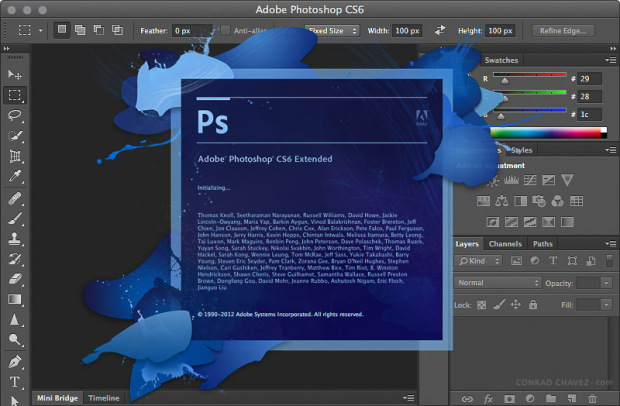 Adobe Photoshop CS6
Feather: 0 px
Anti-alias
Fixed Size
Width: 100 px
Height: 100 px
Refine Edge...
Swatches
R
# 29
# 28
B
# 1c
Styles
Add an adjustment
Ps
Adobe
Adobe® Photoshop® CS6 Extended
Initializing...
Thomas Knoll, Seetharaman Narayanan, Russell Williams, David Howe, Jackie
Lincoln-Owyang, Maria Yap, Barkin Aygun, Vinod Balakrishnan, Foster Brereton, Jeff
Chien, Jon Clauson, Jeffrey Cohen, Chris Cox, Alan Erickson, Pete Falco, Paul Ferguson,
John Hanson, Jerry Harris, Kevin Hopps, Chintan Intwala, Melissa Itamura, Betty Leong,
Tai Luxon, Mark Maguire, Renbin Peng, John Peterson, Dave Polaschek, Thomas Ruark,
Yuyan Song, Sarah Stuckey, Nikolai Svakhin, John Worthington, Tim Wright, David
Hackel, Sarah Kong, Wennie Leung, Tom McRae, Jeff Sass, Yukie Takahashi, Barry
Young, Steven Eric Snyder, Pam Clark, Zorana Gee, Bryan O'Neil Hughes, Stephen
Nielson, Cari Gushiken, Jeffrey Tranberry, Matthew Bice, Tim Riot, B. Winston
Hendrickson, Shawn Cheris, Steve Guilhamet, Samantha Wallace, Russell Preston
Brown, Dongfang Gou, David Mohr, Jeanne Rubbo, Ashutosh Nigam, Eric Floch,
Jianguo Liu
© 1990-2012 Adobe Systems Incorporated. All rights reserved.
Layers
Channels
Paths
Kind
Normal
Opacity:
Lock:
Fill:
T
fx
CONRAD CHAVEZ.com
Mini Bridge
Timeline